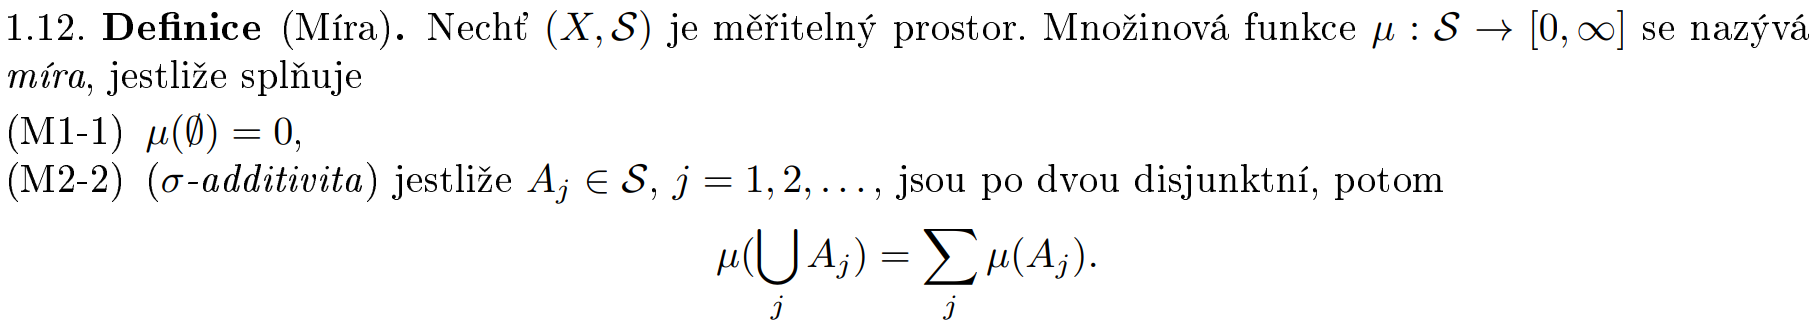 1.12. Definice (Míra). Nechť (X, 𝒮) je měřitelný prostor. Množinová funkce μ : 𝒮 → [0, ∞] se nazývá
míra, jestliže splňuje
(M1-1) μ(∅) = 0,
(M2-2) (σ-additivita) jestliže A_j ∈ 𝒮, j = 1, 2, . . . , jsou po dvou disjunktní, potom
μ(⋃_j A_j) = ∑_j μ(A_j).